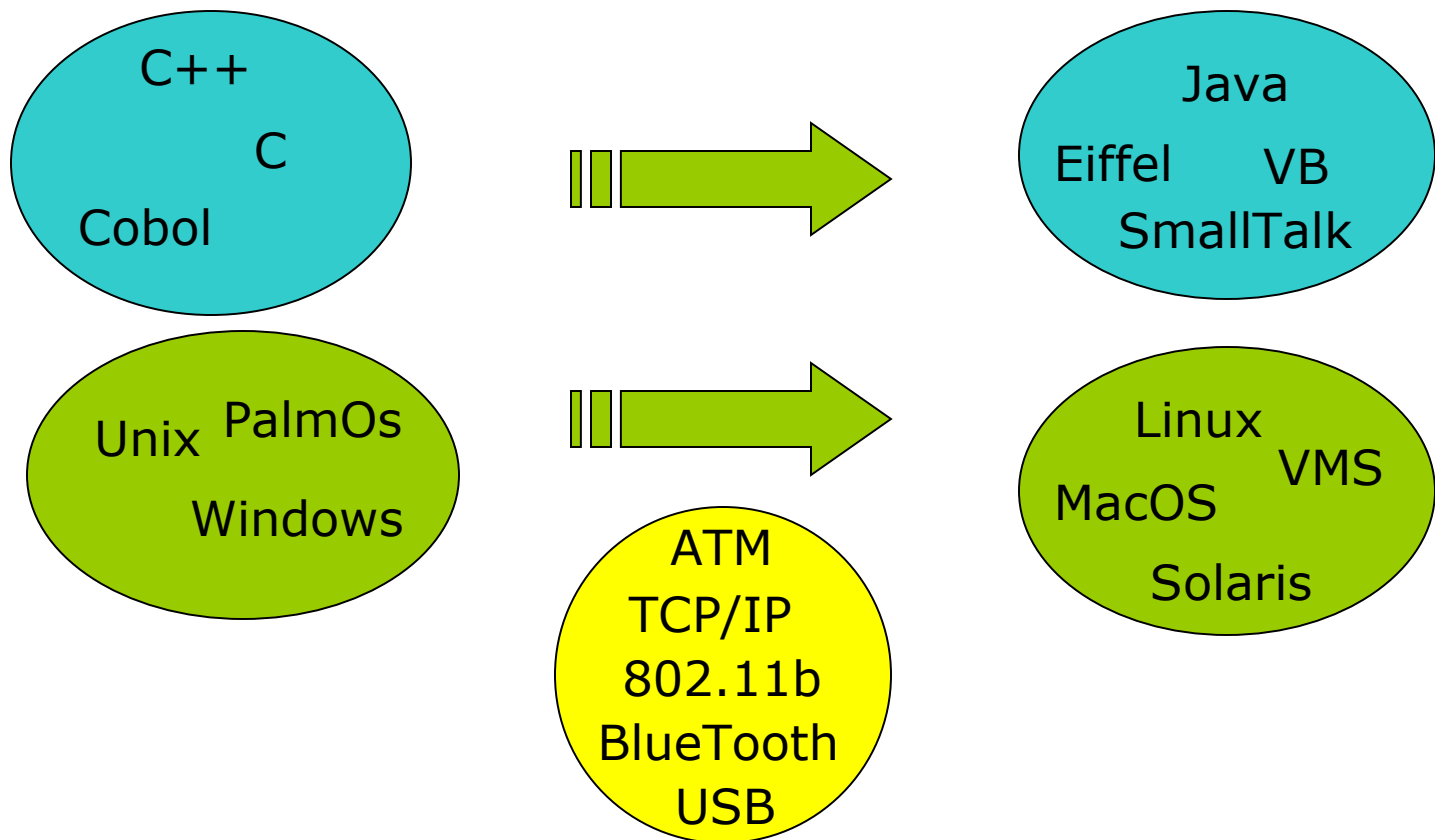 C++
C
Cobol
Java
Eiffel VB
SmallTalk
Unix PalmOs
Windows
ATM
TCP/IP
802.11b
BlueTooth
USB
Linux
VMS
MacOS
Solaris